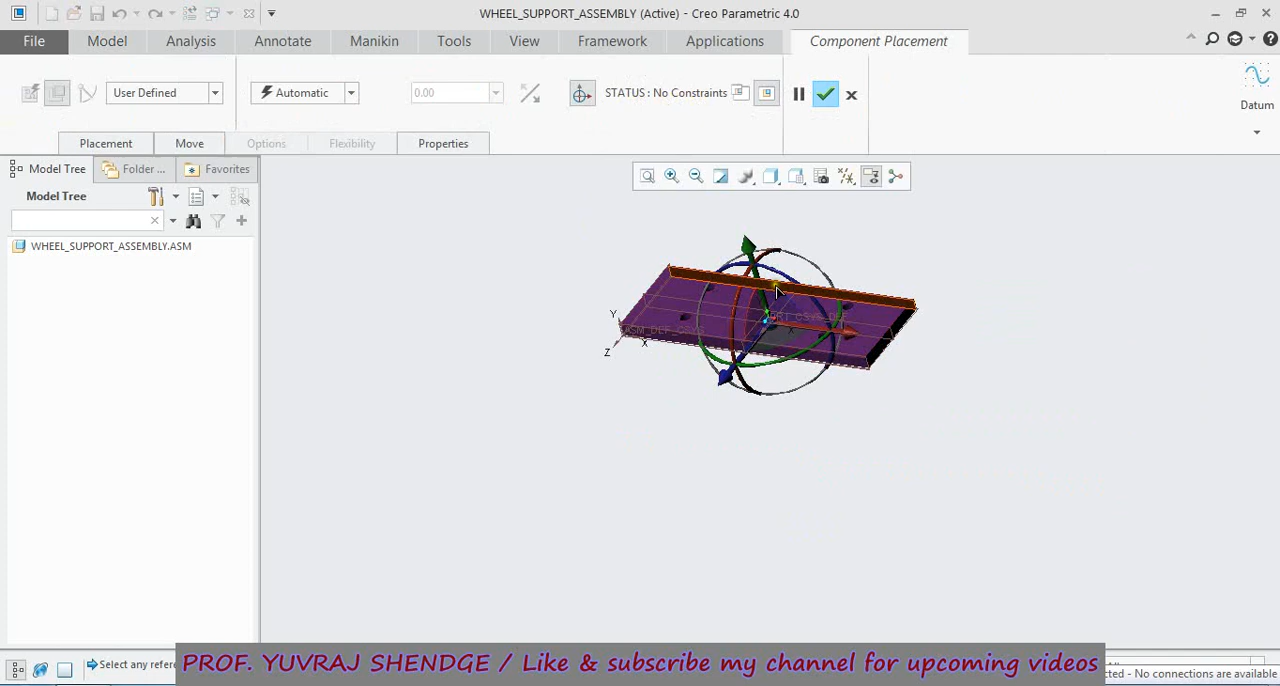 WHEEL_SUPPORT_ASSEMBLY (Active) - Creo Parametric 4.0
File Model Analysis Annotate Manikin Tools View Framework Applications Component Placement
User Defined Automatic 0.00 STATUS : No Constraints
Datum
Placement Move Options Flexibility Properties
Model Tree Folder ... Favorites
Model Tree
WHEEL_SUPPORT_ASSEMBLY.ASM
Y
ASM_DEF_CSYS
X
X
Z
Select any refere
PROF. YUVRAJ SHENDGE / Like & subscribe my channel for upcoming videos
cted - No connections are available